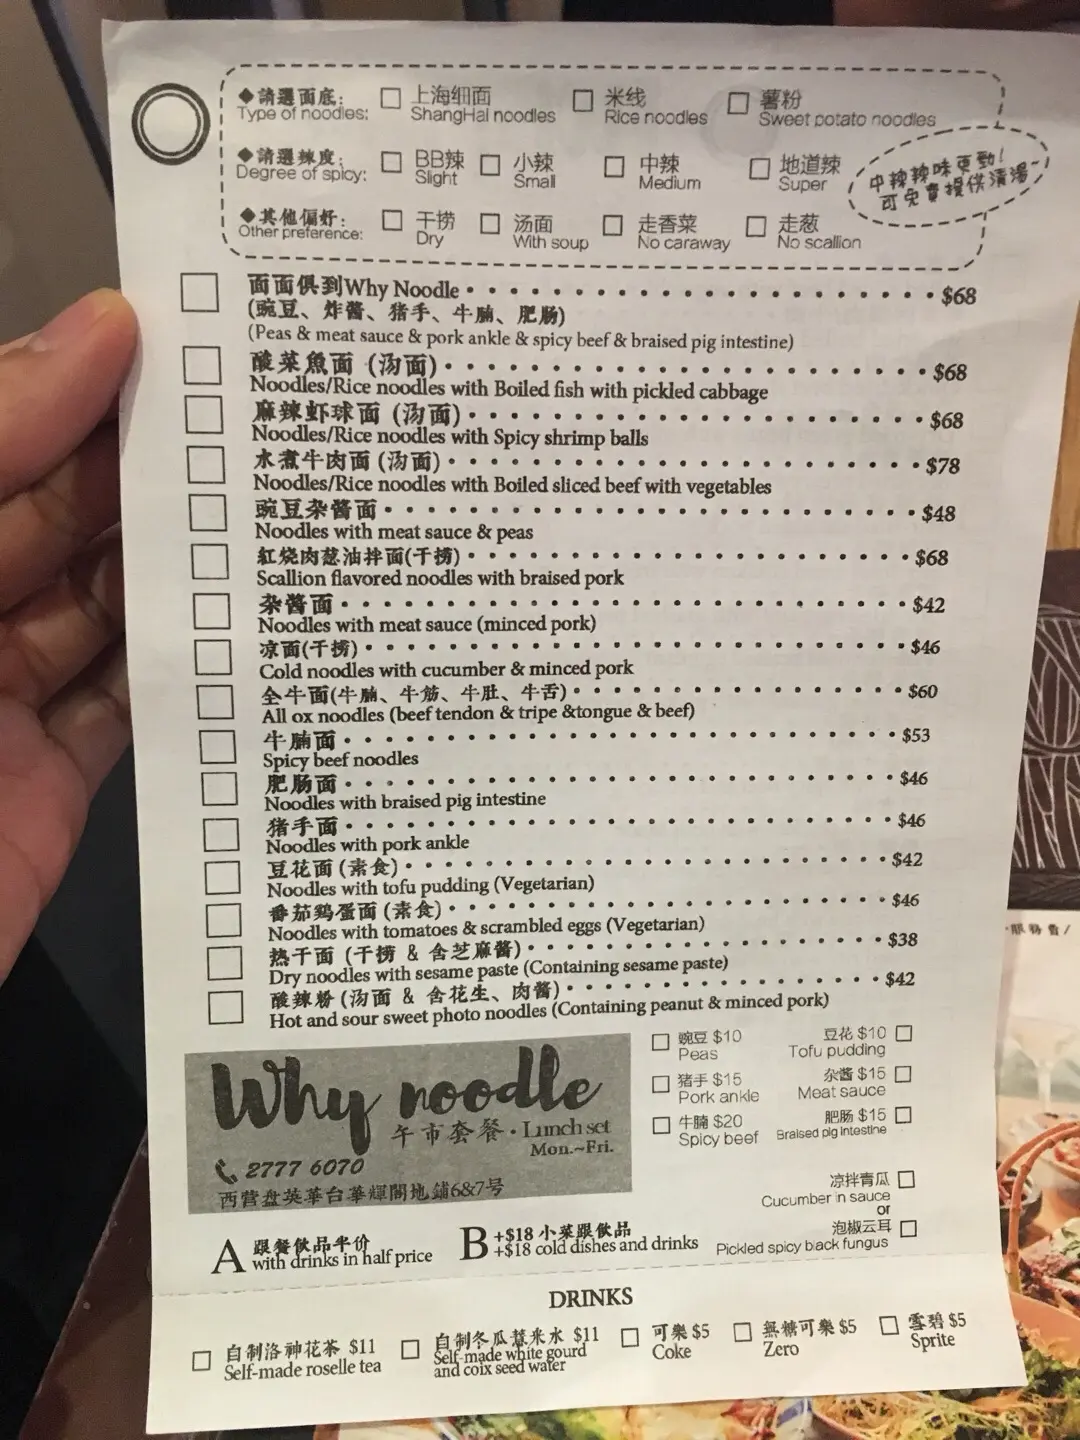 ◆請選面底: 上海细面 米线 薯粉
Type of noodles: ShangHai noodles Rice noodles Sweet potato noodles
◆請選辣度: BB辣 小辣 中辣 地道辣
Degree of spicy: Slight Small Medium Super
中辣辣味更勁!
可免費提供清湯~
◆其他偏好: 干捞 汤面 走香菜 走葱
Other preference: Dry With soup No caraway No scallion
面面俱到Why Noodle $68
(豌豆、炸酱、猪手、牛腩、肥肠)
(Peas & meat sauce & pork ankle & spicy beef & braised pig intestine)
酸菜魚面 (汤面) $68
Noodles/Rice noodles with Boiled fish with pickled cabbage
麻辣虾球面 (汤面) $68
Noodles/Rice noodles with Spicy shrimp balls
水煮牛肉面 (汤面) $78
Noodles/Rice noodles with Boiled sliced beef with vegetables
豌豆杂酱面 $48
Noodles with meat sauce & peas
紅烧肉葱油拌面(干捞) $68
Scallion flavored noodles with braised pork
杂酱面 $42
Noodles with meat sauce (minced pork)
凉面(干捞) $46
Cold noodles with cucumber & minced pork
全牛面(牛腩、牛筋、牛肚、牛舌) $60
All ox noodles (beef tendon & tripe &tongue & beef)
牛腩面 $53
Spicy beef noodles
肥肠面 $46
Noodles with braised pig intestine
猪手面 $46
Noodles with pork ankle
豆花面 (素食) $42
Noodles with tofu pudding (Vegetarian)
番茄鸡蛋面 (素食) $46
Noodles with tomatoes & scrambled eggs (Vegetarian)
热干面 (干捞 & 含芝麻酱) $38
Dry noodles with sesame paste (Containing sesame paste)
酸辣粉 (汤面 & 含花生、肉酱) $42
Hot and sour sweet photo noodles (Containing peanut & minced pork)
豌豆 $10 豆花 $10
Peas Tofu pudding
猪手 $15 杂酱 $15
Pork ankle Meat sauce
牛腩 $20 肥肠 $15
Spicy beef Braised pig intestine
Why noodle
午市套餐·Lunch set
Mon.~Fri.
2777 6070
西营盘英華台華輝閣地鋪6&7号
凉拌青瓜
Cucumber in sauce
or
泡椒云耳
Pickled spicy black fungus
A 跟餐饮品半价
with drinks in half price
B +$18 小菜跟饮品
+$18 cold dishes and drinks
DRINKS
自制洛神花茶 $11
Self-made roselle tea
自制冬瓜薏米水 $11
Self-made white gourd
and coix seed water
可樂 $5
Coke
無糖可樂 $5
Zero
雪碧 $5
Sprite